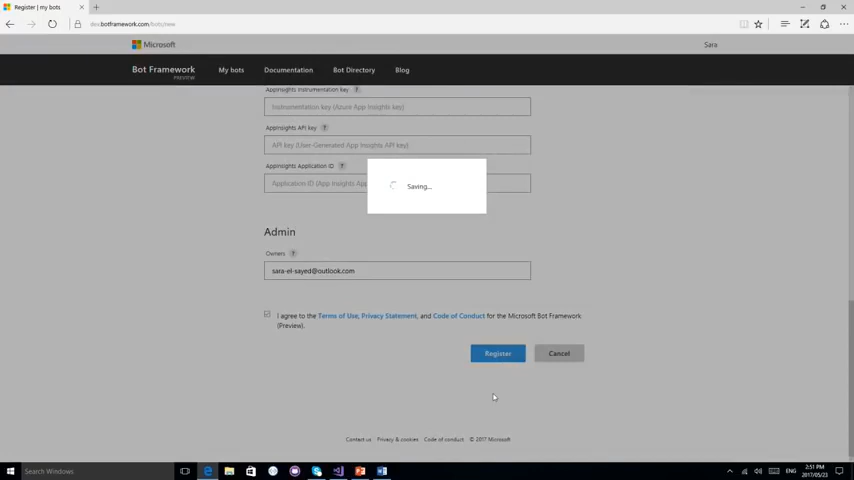 Register | my bots
dev.botframework.com/bots/new
Microsoft
Sara
Bot Framework
PREVIEW
My bots
Documentation
Bot Directory
Blog
AppInsights Instrumentation key ?
Instrumentation key (Azure App Insights key)
AppInsights API key ?
API key (User-Generated App Insights API key)
AppInsights Application ID ?
Application ID (App Insights App
Saving...
Admin
Owners ?
sara-el-sayed@outlook.com
I agree to the Terms of Use, Privacy Statement, and Code of Conduct for the Microsoft Bot Framework
(Preview).
Register
Cancel
Contact us
Privacy & cookies
Code of conduct
© 2017 Microsoft
Search Windows
ENG
2:51 PM
2017/05/23